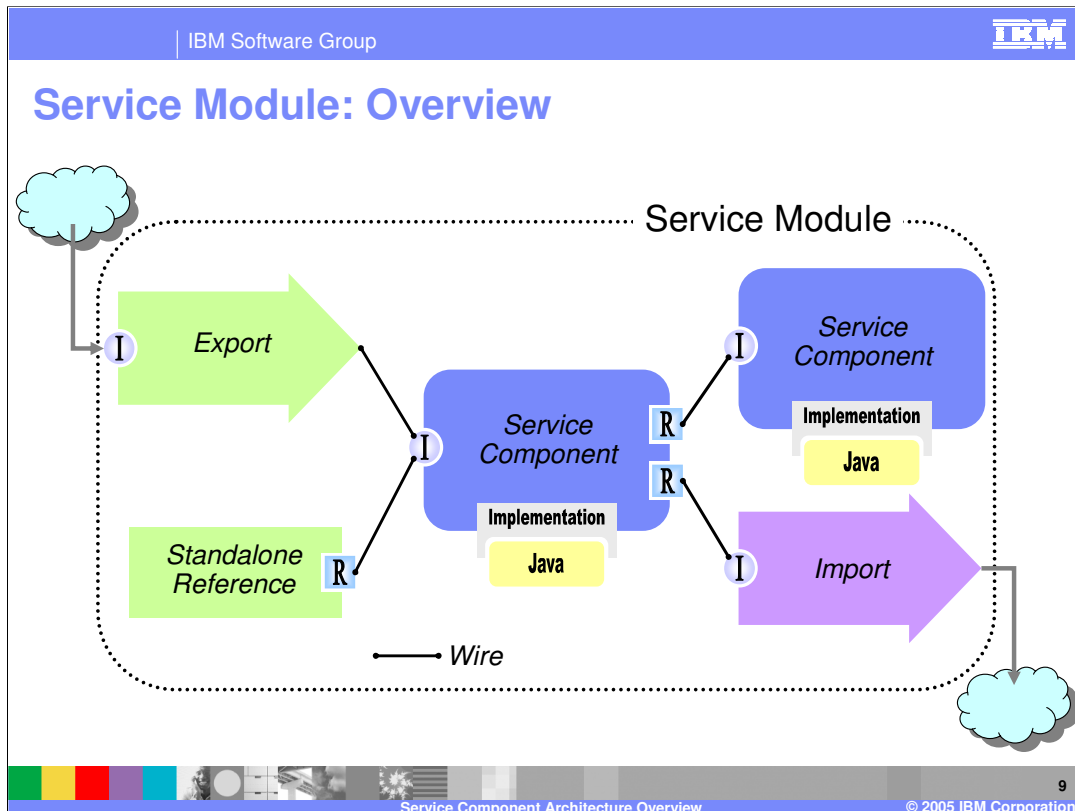 IBM Software Group
IBM
Service Module: Overview
Service Module
I
Export
Standalone
Reference
R
I
Service
Component
R
R
Implementation
Java
I
Service
Component
Implementation
Java
I
Import
Wire
9
Service Component Architecture Overview
© 2005 IBM Corporation